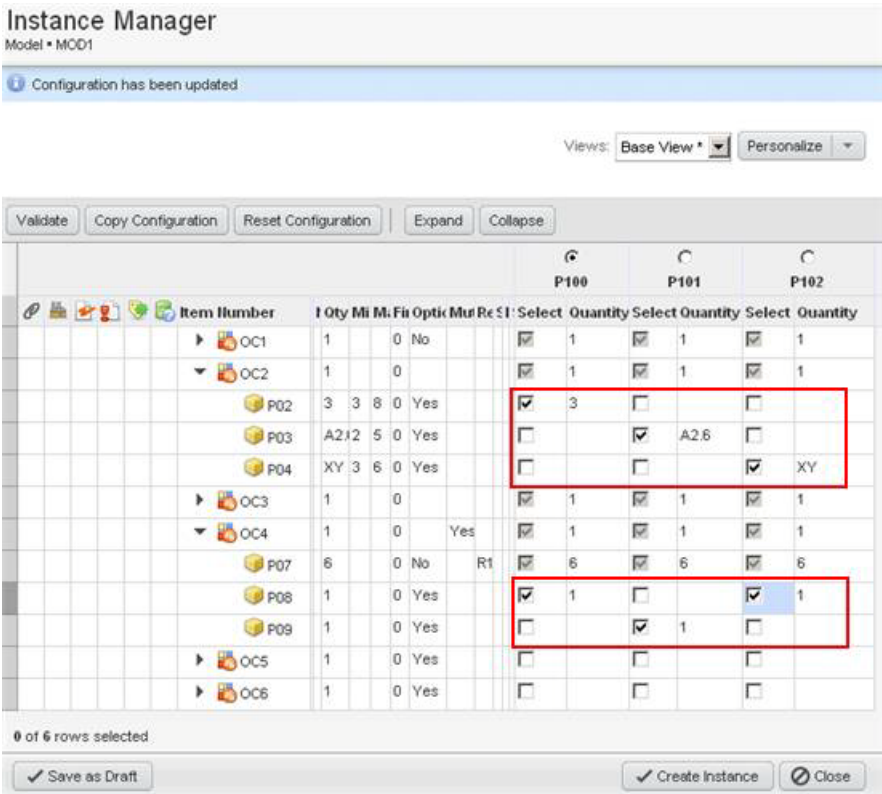 Instance Manager
Model • MOD1
Configuration has been updated
Views: Base View * Personalize
Validate Copy Configuration Reset Configuration Expand Collapse
P100 P101 P102
Item Number Qty Mi Optic Mut Re Select Quantity Select Quantity Select Quantity
OC1 1 0 No 1 1 1
OC2 1 0 1 1 1
P02 3 3 8 0 Yes 3
P03 2 5 0 Yes A2.6
P04 XY 3 6 0 Yes XY
OC3 1 0 1 1 1
OC4 1 0 Yes 1 1 1
P07 6 0 No R1 6 6 6
P08 1 0 Yes 1 1
P09 1 0 Yes 1
OC5 1 0 Yes
OC6 1 0 Yes
0 of 6 rows selected
Save as Draft Create Instance Close